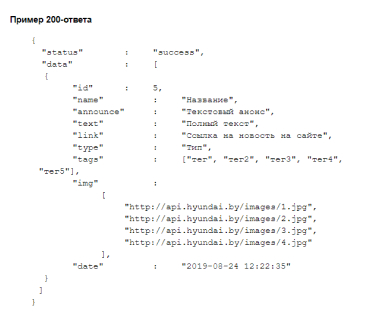 Пример 200-ответа
{
"status" : "success",
"data" : [
{
"id" : 5,
"name" : "Название",
"announce" : "Текстовый анонс",
"text" : "Полный текст",
"link" : "Ссылка на новость на сайте",
"type" : "Тип",
"tags" : ["тег", "тег2", "тег3", "тег4",
"тег5"],
"img" :
[
"http://api.hyundai.by/images/1.jpg",
"http://api.hyundai.by/images/2.jpg",
"http://api.hyundai.by/images/3.jpg",
"http://api.hyundai.by/images/4.jpg"
],
"date" : "2019-08-24 12:22:35"
}
]
}